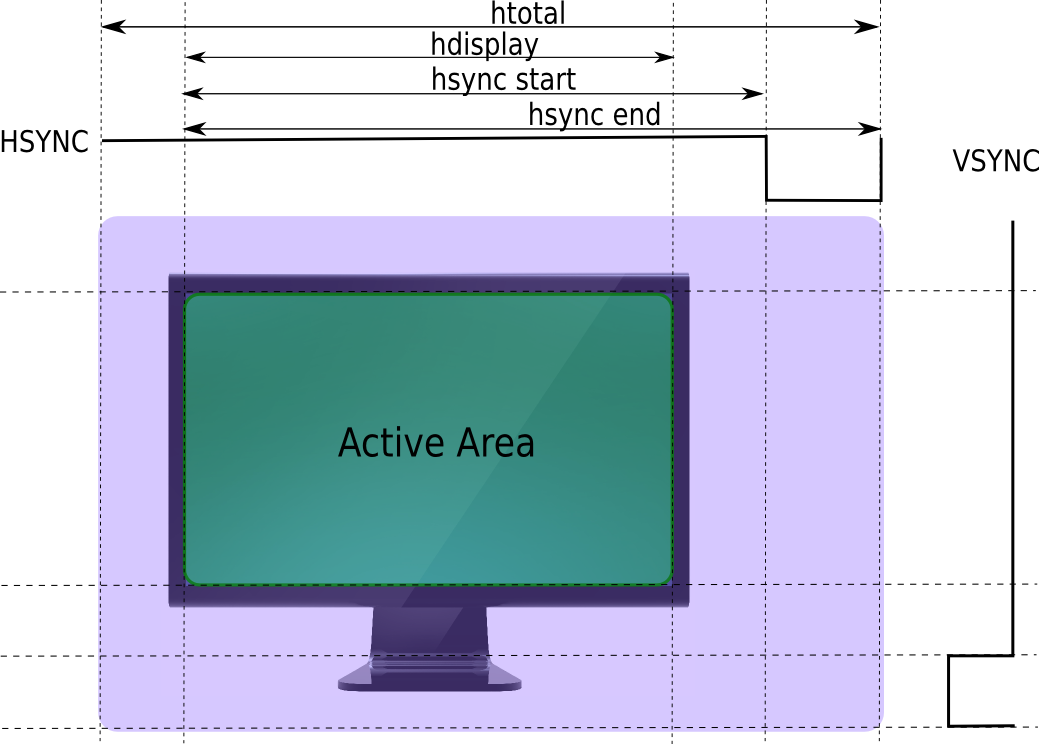 htotal
hdisplay
hsync start
hsync end
HSYNC
VSYNC
Active Area